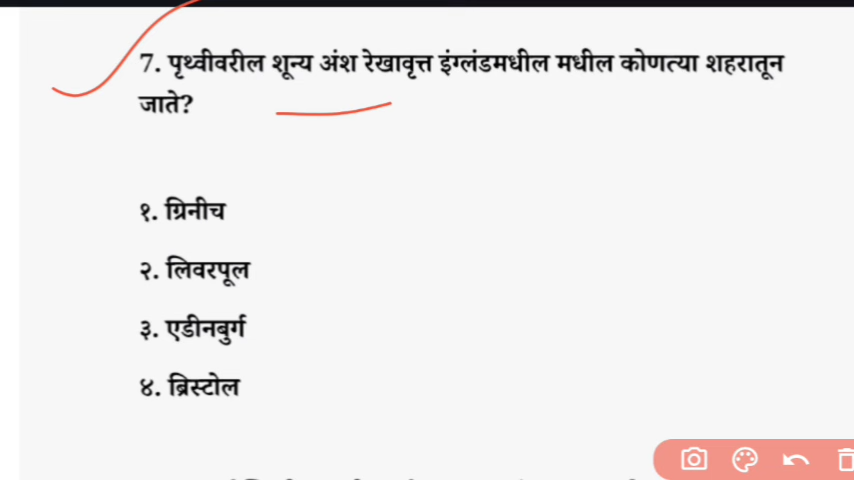 7. पृथ्वीवरील शून्य अंश रेखावृत्त इंग्लंडमधील मधील कोणत्या शहरातून
जाते?
१. ग्रिनीच
२. लिवरपूल
३. एडीनबुर्ग
४. ब्रिस्टोल